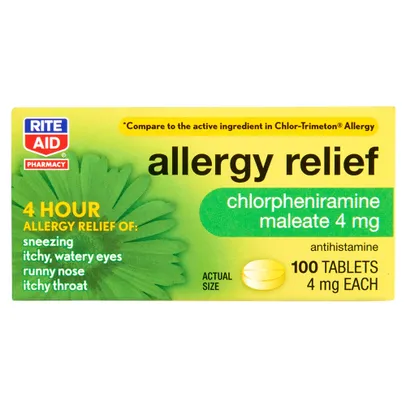 *Compare to the active ingredient in Chlor-Trimeton® Allergy
RITE
AID
PHARMACY
allergy relief
chlorpheniramine
maleate 4 mg
antihistamine
4 HOUR
ALLERGY RELIEF OF:
sneezing
itchy, watery eyes
runny nose
itchy throat
ACTUAL
SIZE
100 TABLETS
4 mg EACH